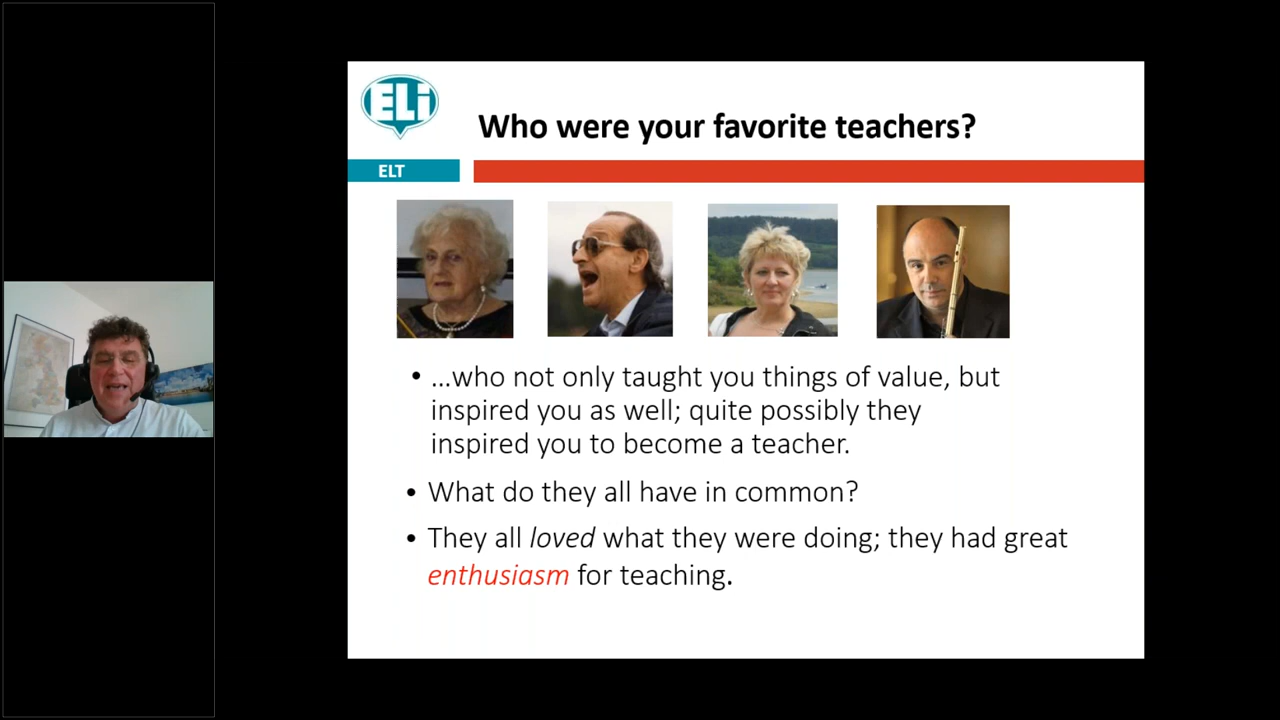 ELi
Who were your favorite teachers?
ELT
• ...who not only taught you things of value, but
inspired you as well; quite possibly they
inspired you to become a teacher.
• What do they all have in common?
• They all loved what they were doing; they had great
enthusiasm for teaching.